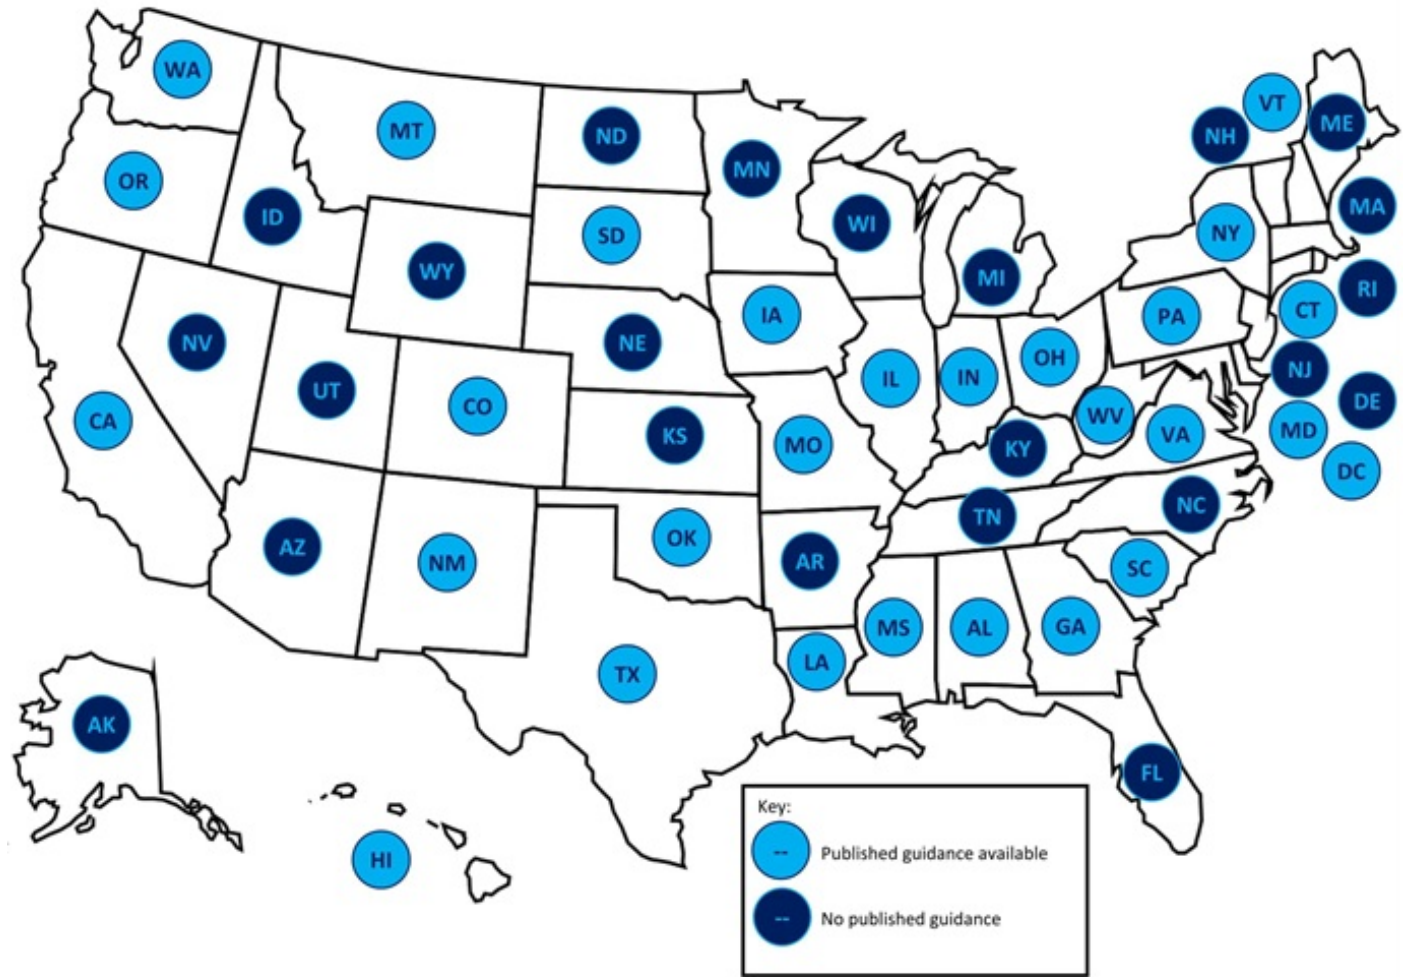 WA
MT
ND
MN
VT
NH
ME
OR
ID
SD
WI
MA
NY
WY
MI
RI
NV
NE
IA
PA
CT
UT
CO
IL
IN
OH
NJ
CA
KS
MO
KY
WV
VA
DE
MD
DC
AZ
NM
OK
AR
TN
NC
SC
TX
LA
MS
AL
GA
AK
HI
FL
Key:
-- Published guidance available
-- No published guidance